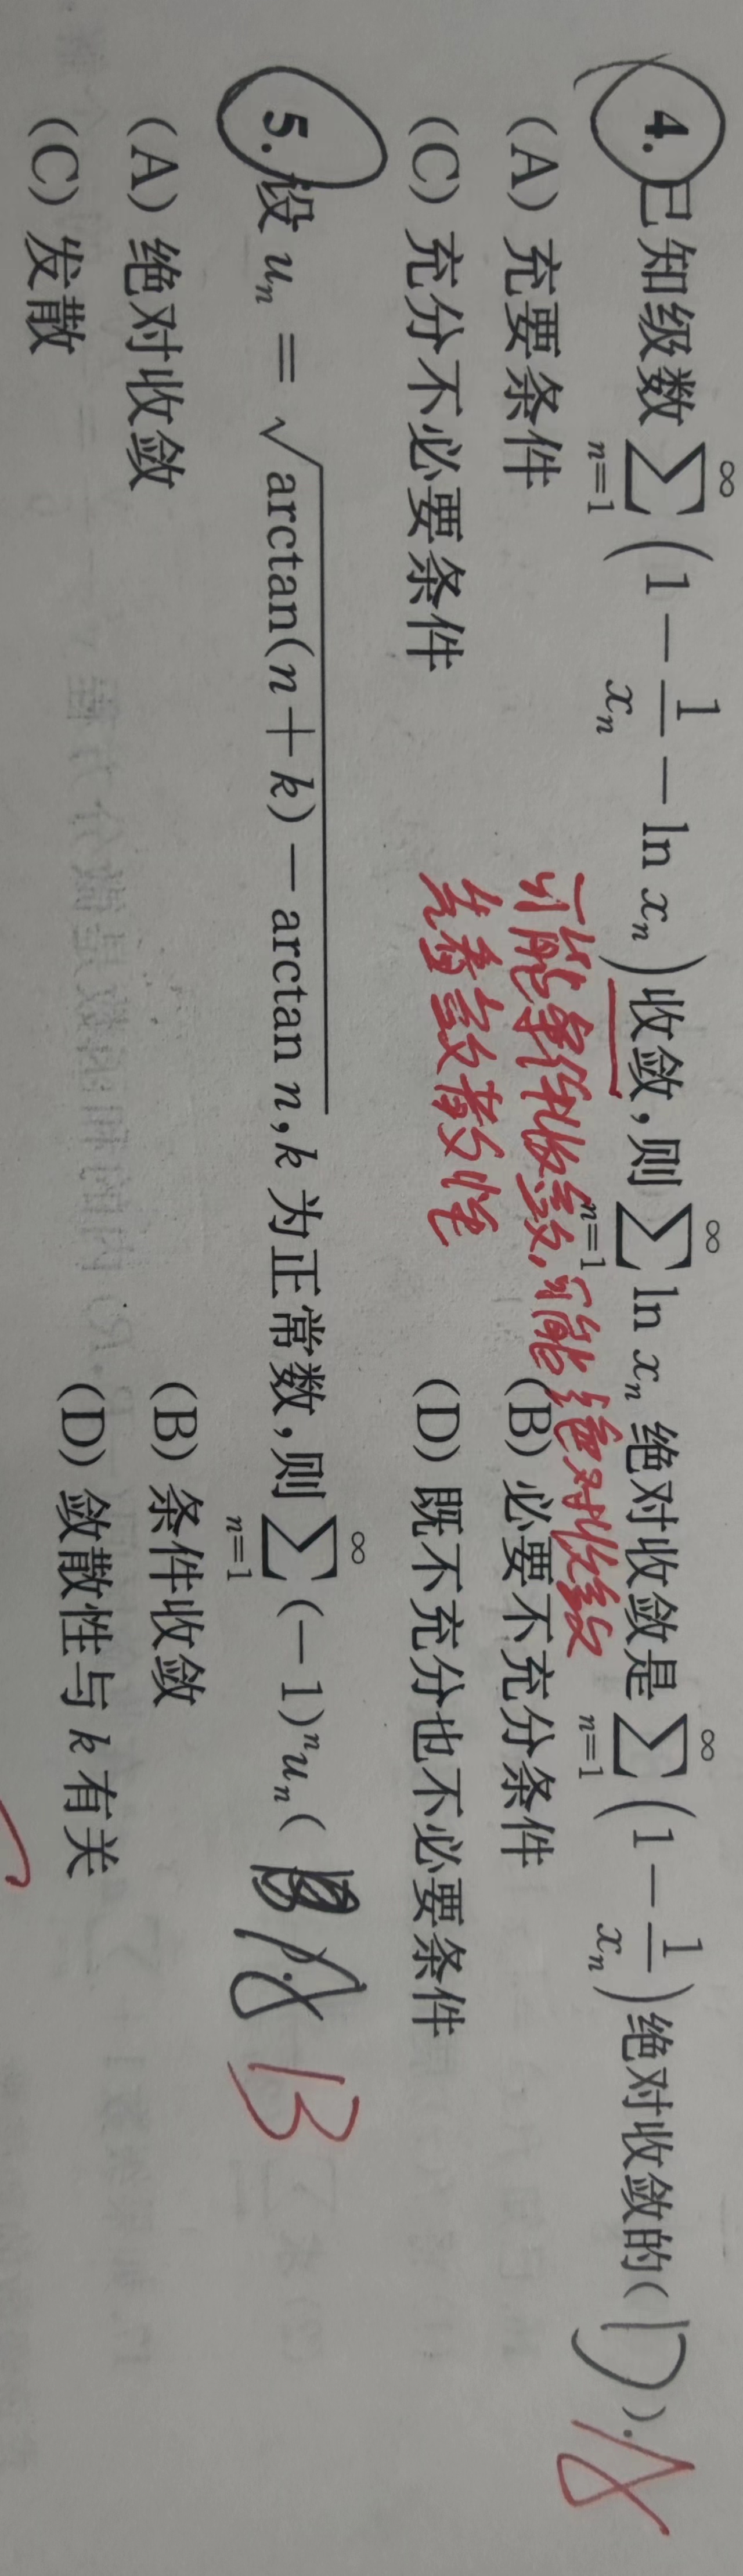 4. 已知级数 $\sum_{n=1}^{\infty}\left(1-\frac{1}{x_n}-\ln x_n\right)$ 收敛,则 $\sum_{n=1}^{\infty}\ln x_n$ 绝对收敛是 $\sum_{n=1}^{\infty}\left(1-\frac{1}{x_n}\right)$ 绝对收敛的( D ). A
可能条件收敛,可能绝对收敛
(A) 充要条件 (B) 必要不充分条件
先看敛散性
(C) 充分不必要条件 (D) 既不充分也不必要条件
5. 设 $u_n=\sqrt{\arctan(n+k)-\arctan n}$,k 为正常数,则 $\sum_{n=1}^{\infty}(-1)^n u_n$( B ). A B
(A) 绝对收敛 (B) 条件收敛
(C) 发散 (D) 敛散性与 k 有关